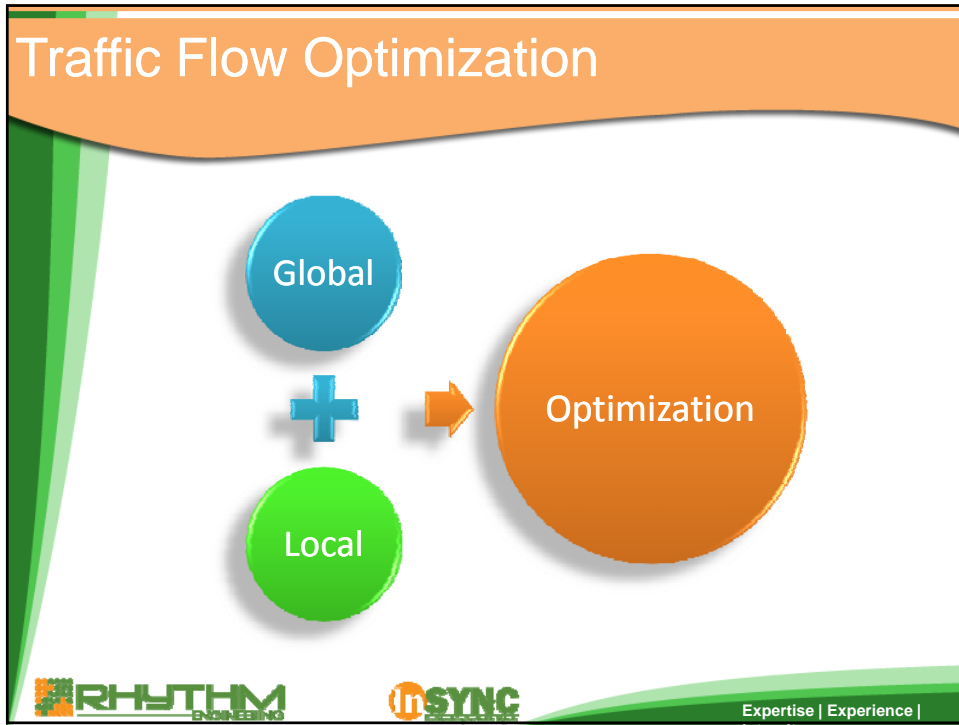 Traffic Flow Optimization
Global
Optimization
Local
RHYTHM
ENGINEERING
InSYNC
Expertise | Experience |